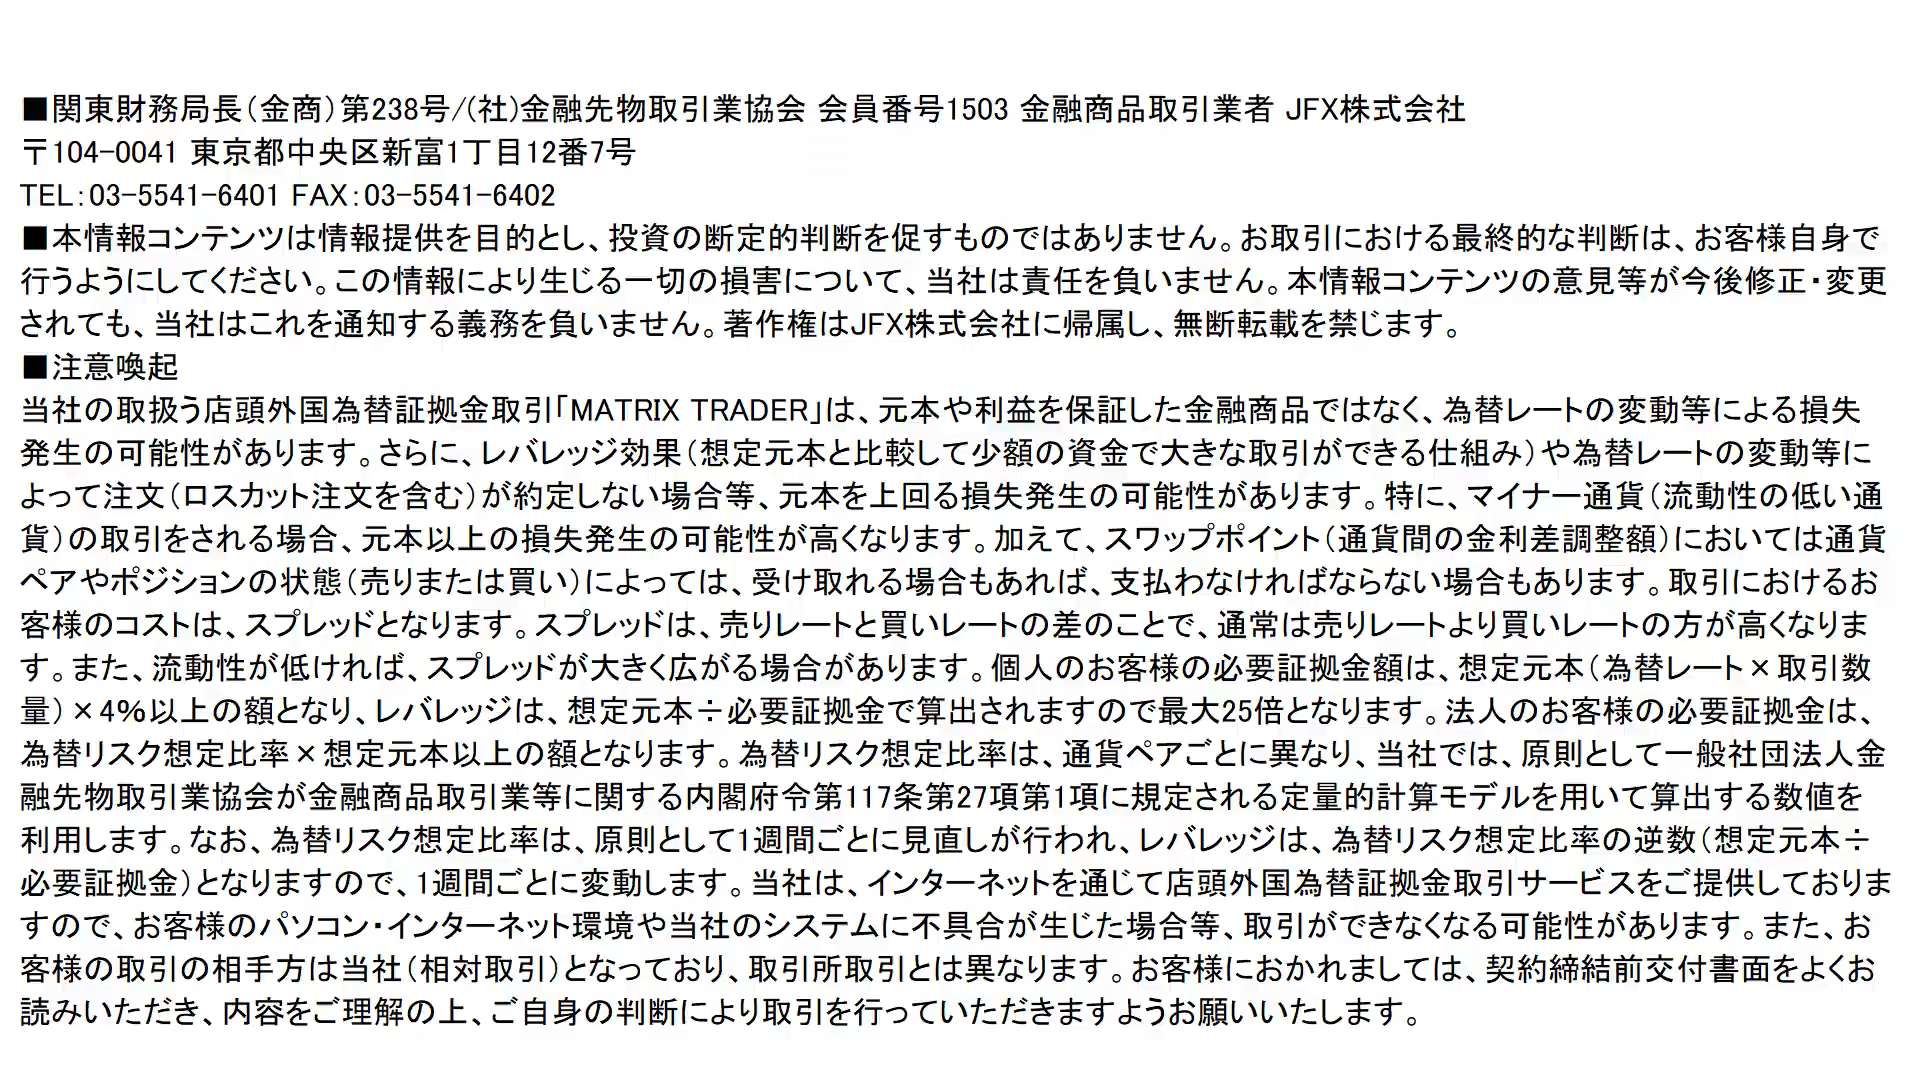 ■関東財務局長（金商）第238号/(社)金融先物取引業協会 会員番号1503 金融商品取引業者 JFX株式会社
〒104-0041 東京都中央区新富1丁目12番7号
TEL：03-5541-6401 FAX：03-5541-6402
■本情報コンテンツは情報提供を目的とし、投資の断定的判断を促すものではありません。お取引における最終的な判断は、お客様自身で
行うようにしてください。この情報により生じる一切の損害について、当社は責任を負いません。本情報コンテンツの意見等が今後修正・変更
されても、当社はこれを通知する義務を負いません。著作権はJFX株式会社に帰属し、無断転載を禁じます。
■注意喚起
当社の取扱う店頭外国為替証拠金取引「MATRIX TRADER」は、元本や利益を保証した金融商品ではなく、為替レートの変動等による損失
発生の可能性があります。さらに、レバレッジ効果（想定元本と比較して少額の資金で大きな取引ができる仕組み）や為替レートの変動等に
よって注文（ロスカット注文を含む）が約定しない場合等、元本を上回る損失発生の可能性があります。特に、マイナー通貨（流動性の低い通
貨）の取引をされる場合、元本以上の損失発生の可能性が高くなります。加えて、スワップポイント（通貨間の金利差調整額）においては通貨
ペアやポジションの状態（売りまたは買い）によっては、受け取れる場合もあれば、支払わなければならない場合もあります。取引におけるお
客様のコストは、スプレッドとなります。スプレッドは、売りレートと買いレートの差のことで、通常は売りレートより買いレートの方が高くなりま
す。また、流動性が低ければ、スプレッドが大きく広がる場合があります。個人のお客様の必要証拠金額は、想定元本（為替レート×取引数
量）×4%以上の額となり、レバレッジは、想定元本÷必要証拠金で算出されますので最大25倍となります。法人のお客様の必要証拠金は、
為替リスク想定比率×想定元本以上の額となります。為替リスク想定比率は、通貨ペアごとに異なり、当社では、原則として一般社団法人金
融先物取引業協会が金融商品取引業等に関する内閣府令第117条第27項第1項に規定される定量的計算モデルを用いて算出する数値を
利用します。なお、為替リスク想定比率は、原則として1週間ごとに見直しが行われ、レバレッジは、為替リスク想定比率の逆数（想定元本÷
必要証拠金）となりますので、1週間ごとに変動します。当社は、インターネットを通じて店頭外国為替証拠金取引サービスをご提供しておりま
すので、お客様のパソコン・インターネット環境や当社のシステムに不具合が生じた場合等、取引ができなくなる可能性があります。また、お
客様の取引の相手方は当社（相対取引）となっており、取引所取引とは異なります。お客様におかれましては、契約締結前交付書面をよくお
読みいただき、内容をご理解の上、ご自身の判断により取引を行っていただきますようお願いいたします。